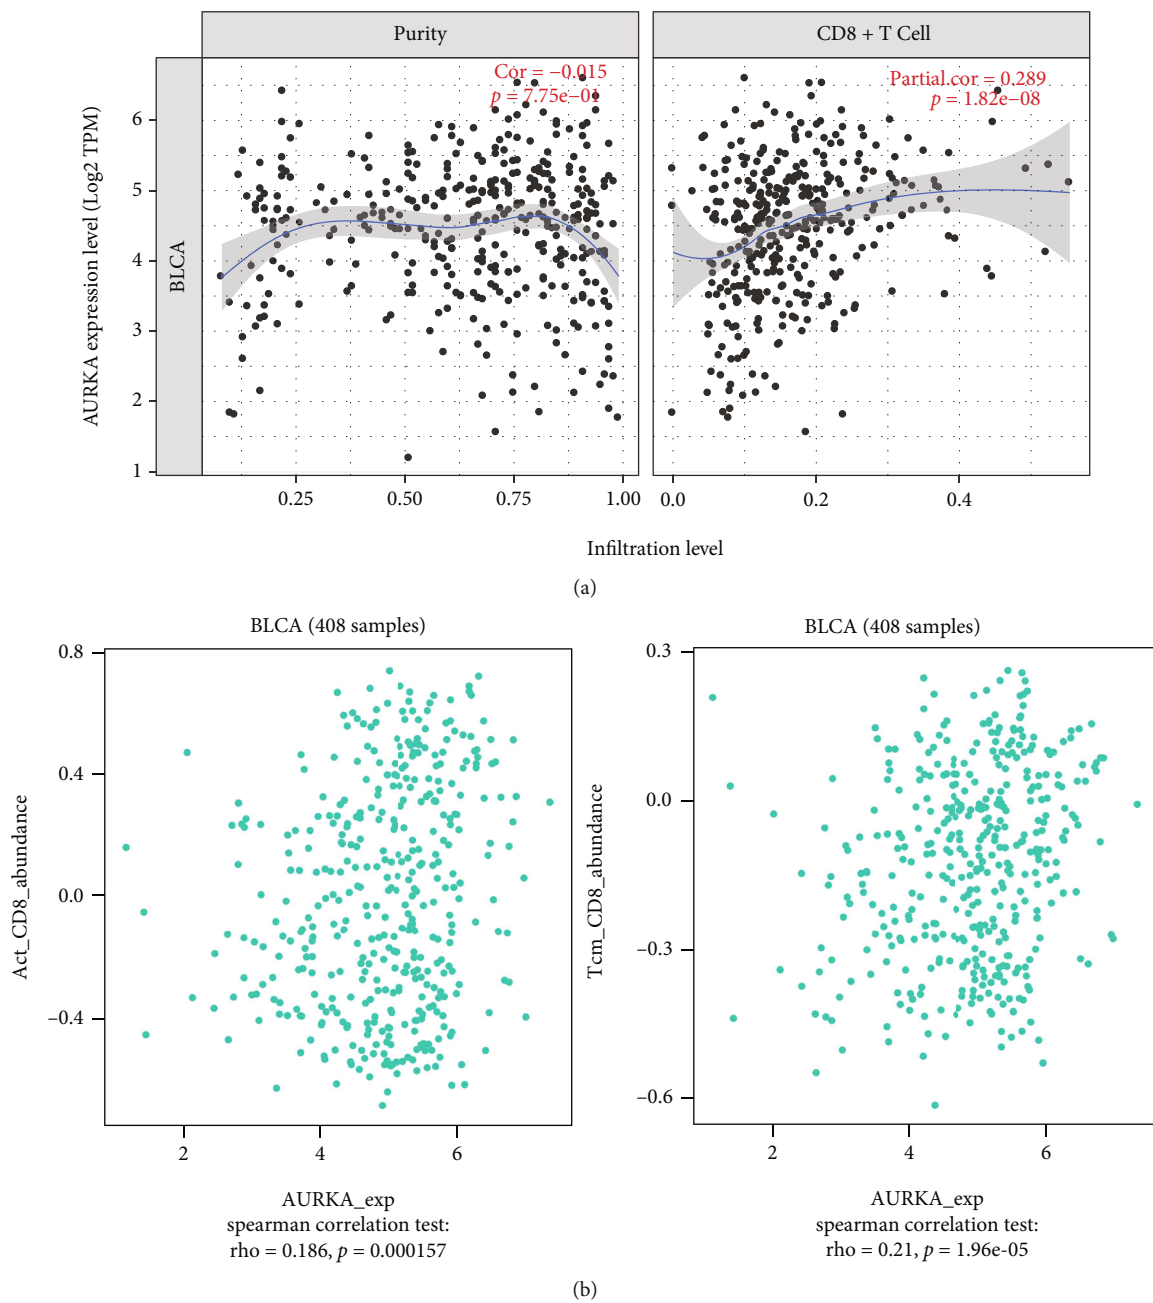 Purity
CD8 + T Cell
BLCA
AURKA expression level (Log2 TPM)
Cor = −0.015
p = 7.75e−01
Partial.cor = 0.289
p = 1.82e−08
6
5
4
3
2
1
0.25
0.50
0.75
1.00
0.0
0.2
0.4
Infiltration level
(a)
BLCA (408 samples)
0.8
0.4
0.0
−0.4
Act_CD8_abundance
2
4
6
AURKA_exp
spearman correlation test:
rho = 0.186, p = 0.000157
BLCA (408 samples)
0.3
0.0
−0.3
−0.6
Tcm_CD8_abundance
2
4
6
AURKA_exp
spearman correlation test:
rho = 0.21, p = 1.96e-05
(b)